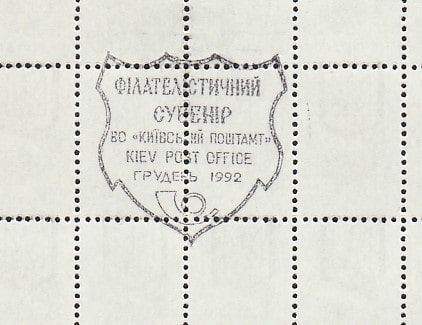 ФІЛАТЕЛІСТИЧНИЙ
СУВЕНІР
ВО «КИЇВСЬКИЙ ПОШТАМТ»
KIEV POST OFFICE
ГРУДЕНЬ 1992